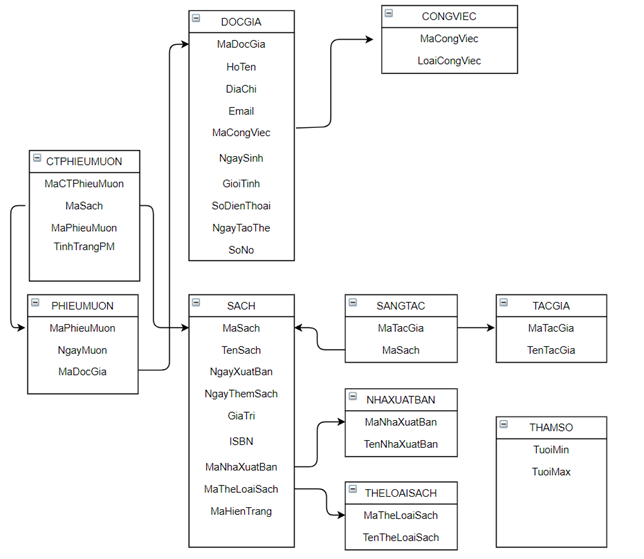 DOCGIA
MaDocGia
HoTen
DiaChi
Email
MaCongViec
NgaySinh
GioiTinh
SoDienThoai
NgayTaoThe
SoNo
CONGVIEC
MaCongViec
LoaiCongViec
CTPHIEUMUON
MaCTPhieuMuon
MaSach
MaPhieuMuon
TinhTrangPM
PHIEUMUON
MaPhieuMuon
NgayMuon
MaDocGia
SACH
MaSach
TenSach
NgayXuatBan
NgayThemSach
GiaTri
ISBN
MaNhaXuatBan
MaTheLoaiSach
MaHienTrang
SANGTAC
MaTacGia
MaSach
TACGIA
MaTacGia
TenTacGia
NHAXUATBAN
MaNhaXuatBan
TenNhaXuatBan
THELOAISACH
MaTheLoaiSach
TenTheLoaiSach
THAMSO
TuoiMin
TuoiMax